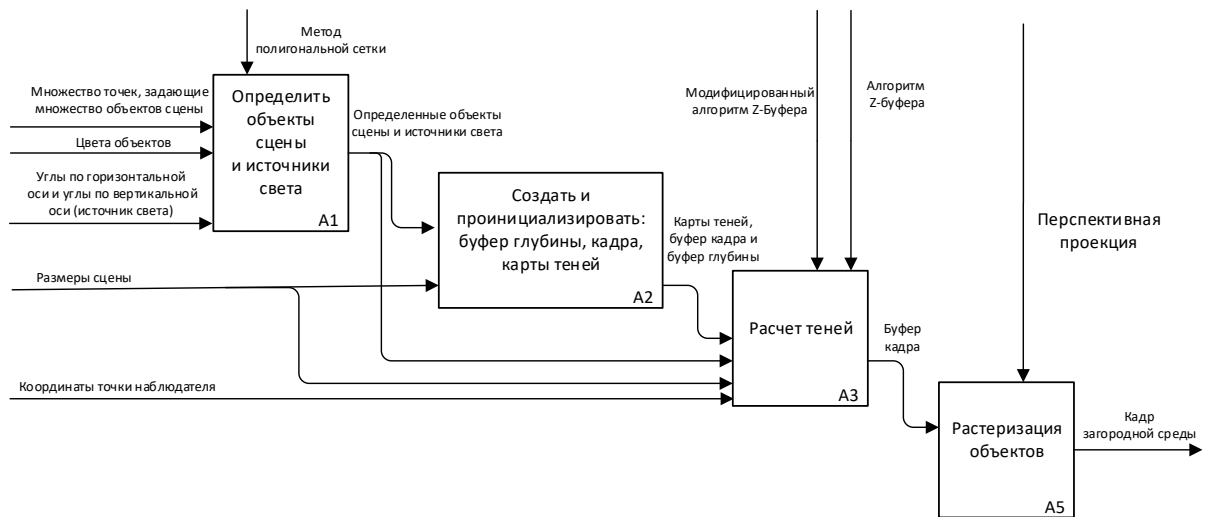 Метод
полигональной сетки
Множество точек, задающие
множество объектов сцены
Цвета объектов
Углы по горизонтальной
оси и углы по вертикальной
оси (источник света)
Определить
объекты
сцены
и источники
света
A1
Определенные объекты
сцены и источники света
Модифицированный
алгоритм Z-Буфера
Алгоритм
Z-буфера
Создать и
проинициализировать:
буфер глубины, кадра,
карты теней
A2
Карты теней,
буфер кадра и
буфер глубины
Перспективная
проекция
Размеры сцены
Расчет теней
A3
Буфер
кадра
Координаты точки наблюдателя
Растеризация
объектов
A5
Кадр
загородной среды